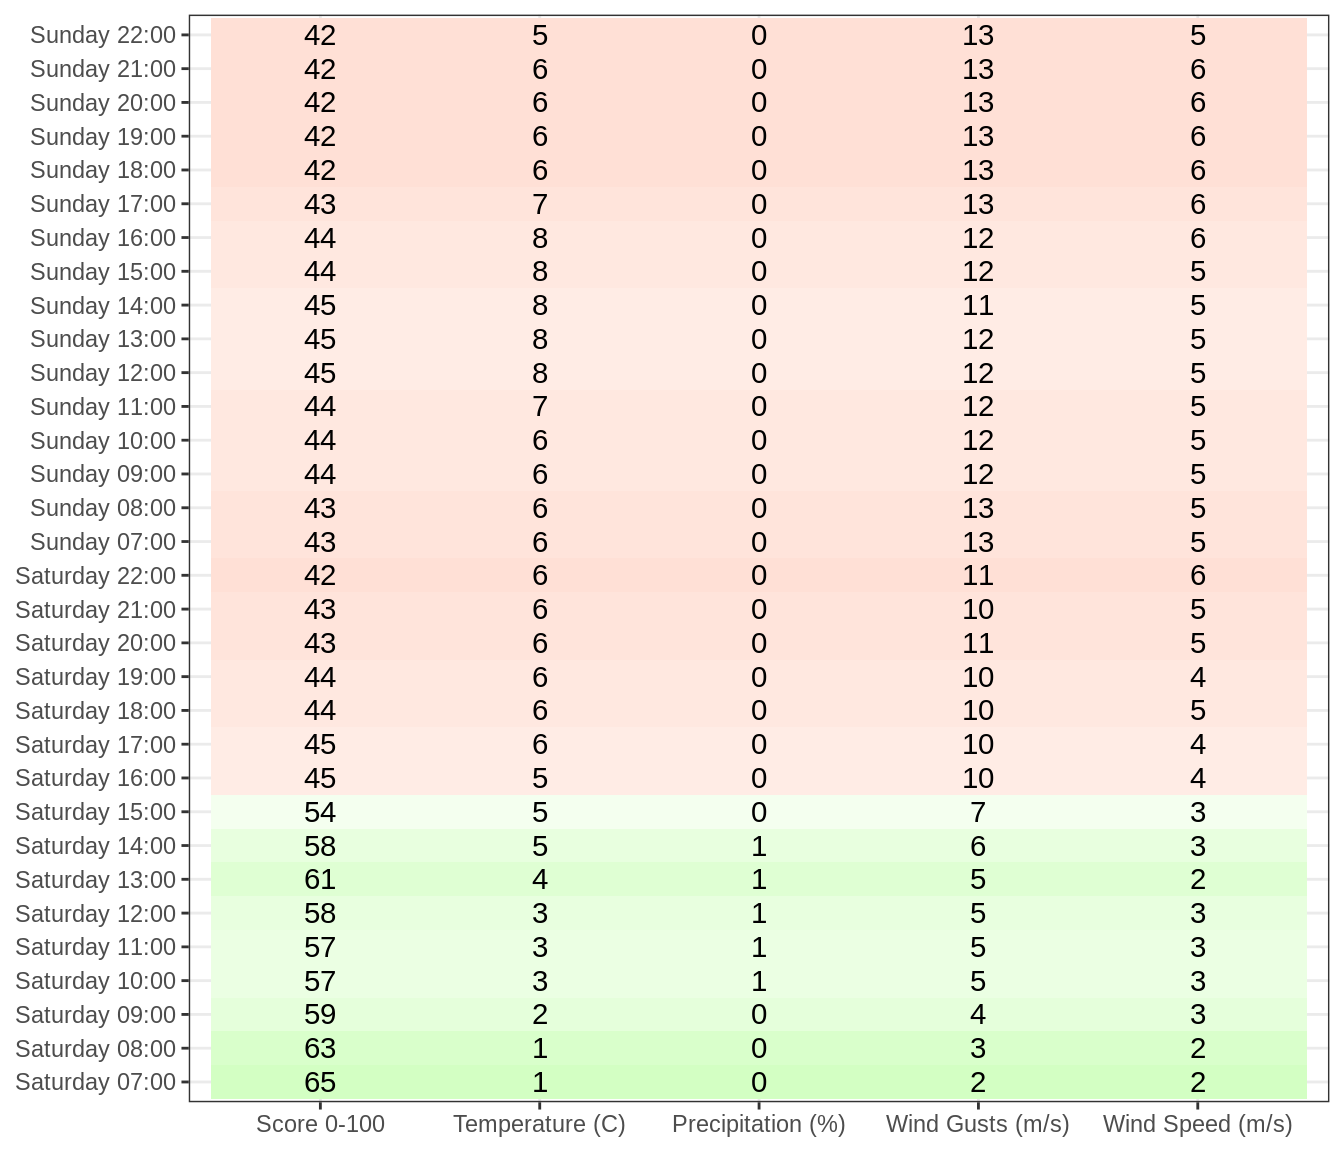 Sunday 22:00 42 5 0 13 5
Sunday 21:00 42 6 0 13 6
Sunday 20:00 42 6 0 13 6
Sunday 19:00 42 6 0 13 6
Sunday 18:00 42 6 0 13 6
Sunday 17:00 43 7 0 13 6
Sunday 16:00 44 8 0 12 6
Sunday 15:00 44 8 0 12 5
Sunday 14:00 45 8 0 11 5
Sunday 13:00 45 8 0 12 5
Sunday 12:00 45 8 0 12 5
Sunday 11:00 44 7 0 12 5
Sunday 10:00 44 6 0 12 5
Sunday 09:00 44 6 0 12 5
Sunday 08:00 43 6 0 13 5
Sunday 07:00 43 6 0 13 5
Saturday 22:00 42 6 0 11 6
Saturday 21:00 43 6 0 10 5
Saturday 20:00 43 6 0 11 5
Saturday 19:00 44 6 0 10 4
Saturday 18:00 44 6 0 10 5
Saturday 17:00 45 6 0 10 4
Saturday 16:00 45 5 0 10 4
Saturday 15:00 54 5 0 7 3
Saturday 14:00 58 5 1 6 3
Saturday 13:00 61 4 1 5 2
Saturday 12:00 58 3 1 5 3
Saturday 11:00 57 3 1 5 3
Saturday 10:00 57 3 1 5 3
Saturday 09:00 59 2 0 4 3
Saturday 08:00 63 1 0 3 2
Saturday 07:00 65 1 0 2 2
Score 0-100 Temperature (C) Precipitation (%) Wind Gusts (m/s) Wind Speed (m/s)